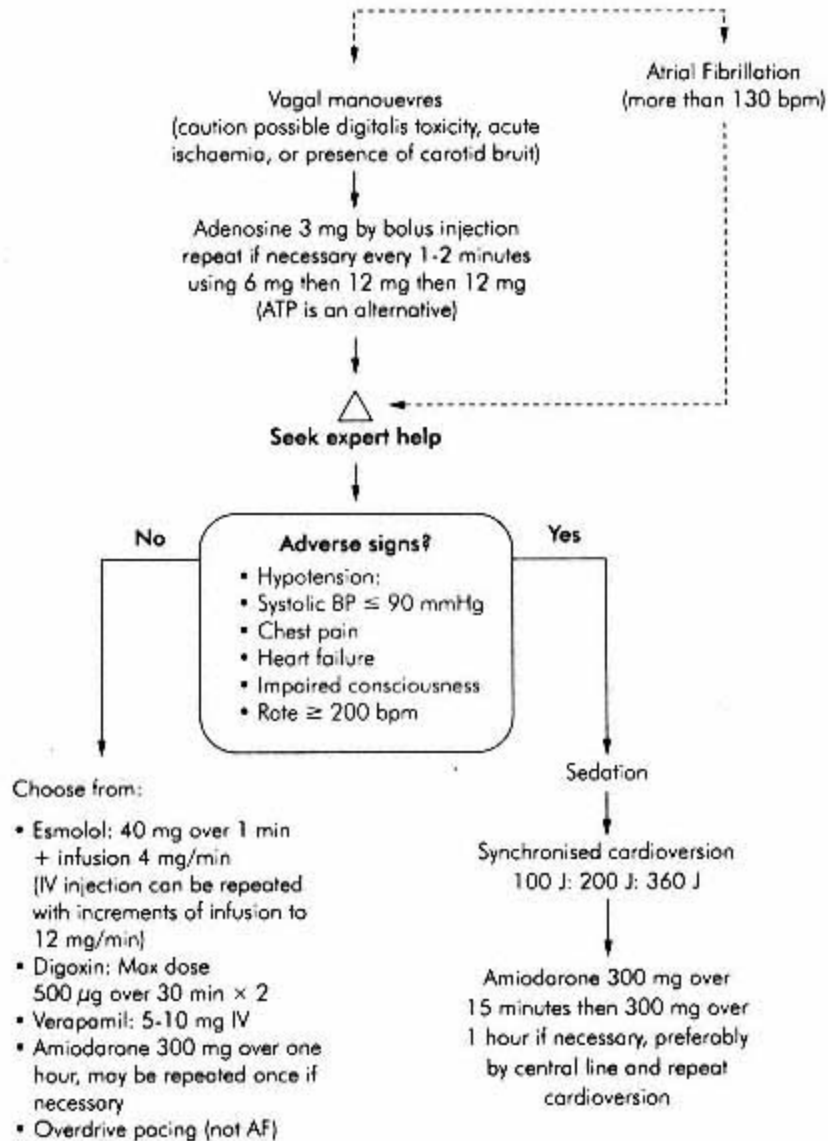 Vagal manouevres
(caution possible digitalis toxicity, acute
ischaemia, or presence of carotid bruit)
Atrial Fibrillation
(more than 130 bpm)
Adenosine 3 mg by bolus injection
repeat if necessary every 1-2 minutes
using 6 mg then 12 mg then 12 mg
(ATP is an alternative)
Seek expert help
No
Yes
Adverse signs?
• Hypotension:
• Systolic BP ≤ 90 mmHg
• Chest pain
• Heart failure
• Impaired consciousness
• Rate ≥ 200 bpm
Choose from:
• Esmolol: 40 mg over 1 min
+ infusion 4 mg/min
(IV injection can be repeated
with increments of infusion to
12 mg/min)
• Digoxin: Max dose
500 µg over 30 min × 2
• Verapamil: 5-10 mg IV
• Amiodarone 300 mg over one
hour, may be repeated once if
necessary
• Overdrive pacing (not AF)
Sedation
Synchronised cardioversion
100 J: 200 J: 360 J
Amiodarone 300 mg over
15 minutes then 300 mg over
1 hour if necessary, preferably
by central line and repeat
cardioversion